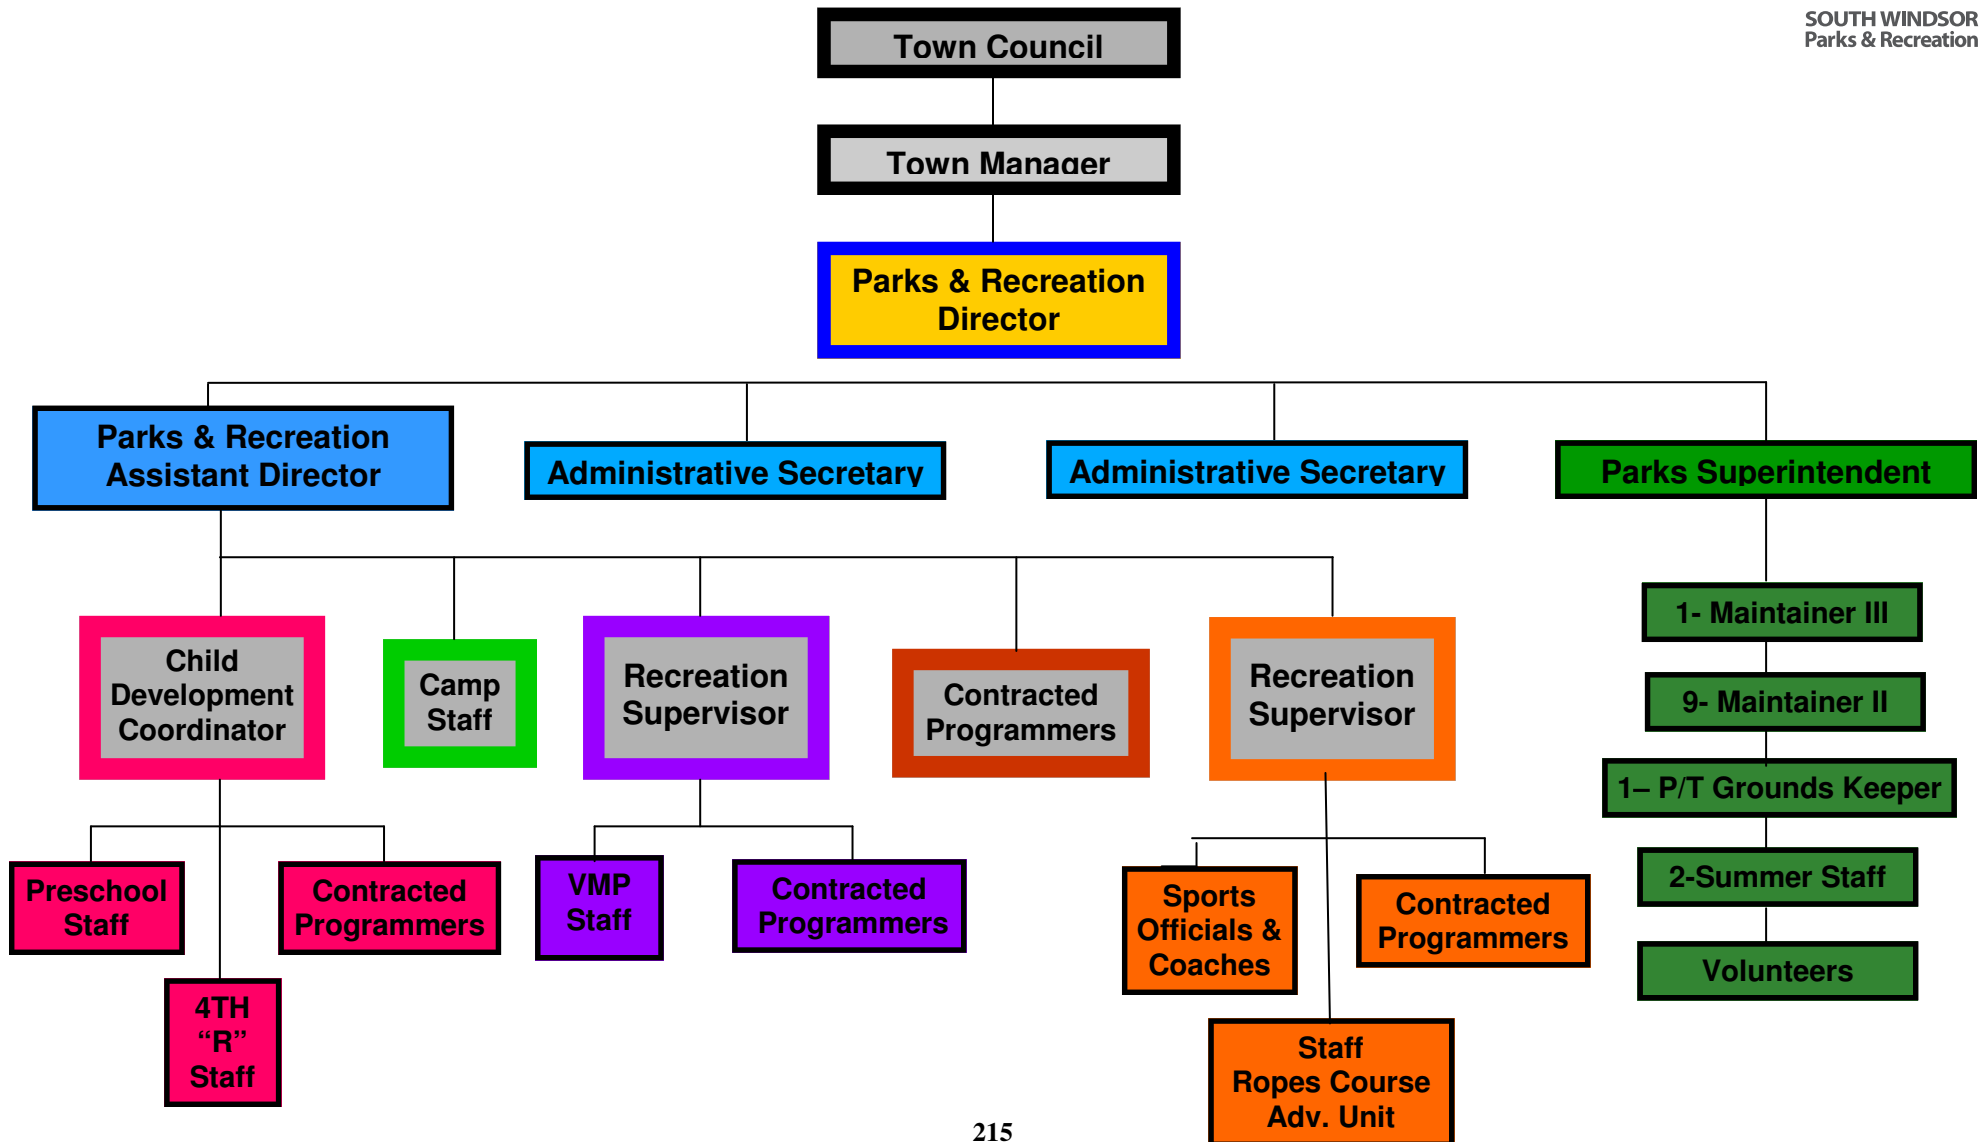 SOUTH WINDSOR
Parks & Recreation
Town Council
Town Manager
Parks & Recreation
Director
Parks & Recreation
Assistant Director
Administrative Secretary
Administrative Secretary
Parks Superintendent
Child
Development
Coordinator
Camp
Staff
Recreation
Supervisor
Contracted
Programmers
Recreation
Supervisor
1- Maintainer III
9- Maintainer II
1– P/T Grounds Keeper
2-Summer Staff
Volunteers
Preschool
Staff
Contracted
Programmers
4TH
“R”
Staff
VMP
Staff
Contracted
Programmers
Sports
Officials &
Coaches
Contracted
Programmers
Staff
Ropes Course
Adv. Unit
215